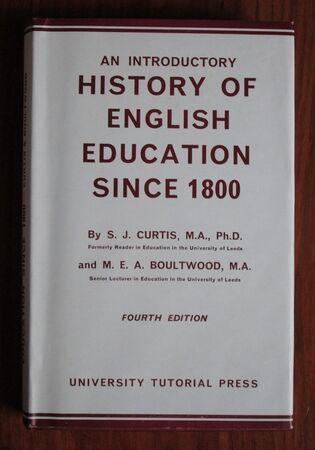 AN INTRODUCTORY
HISTORY OF
ENGLISH
EDUCATION
SINCE 1800
By S. J. CURTIS, M.A., Ph.D.
Formerly Reader in Education in the University of Leeds
and M. E. A. BOULTWOOD, M.A.
Senior Lecturer in Education in the University of Leeds
FOURTH EDITION
UNIVERSITY TUTORIAL PRESS